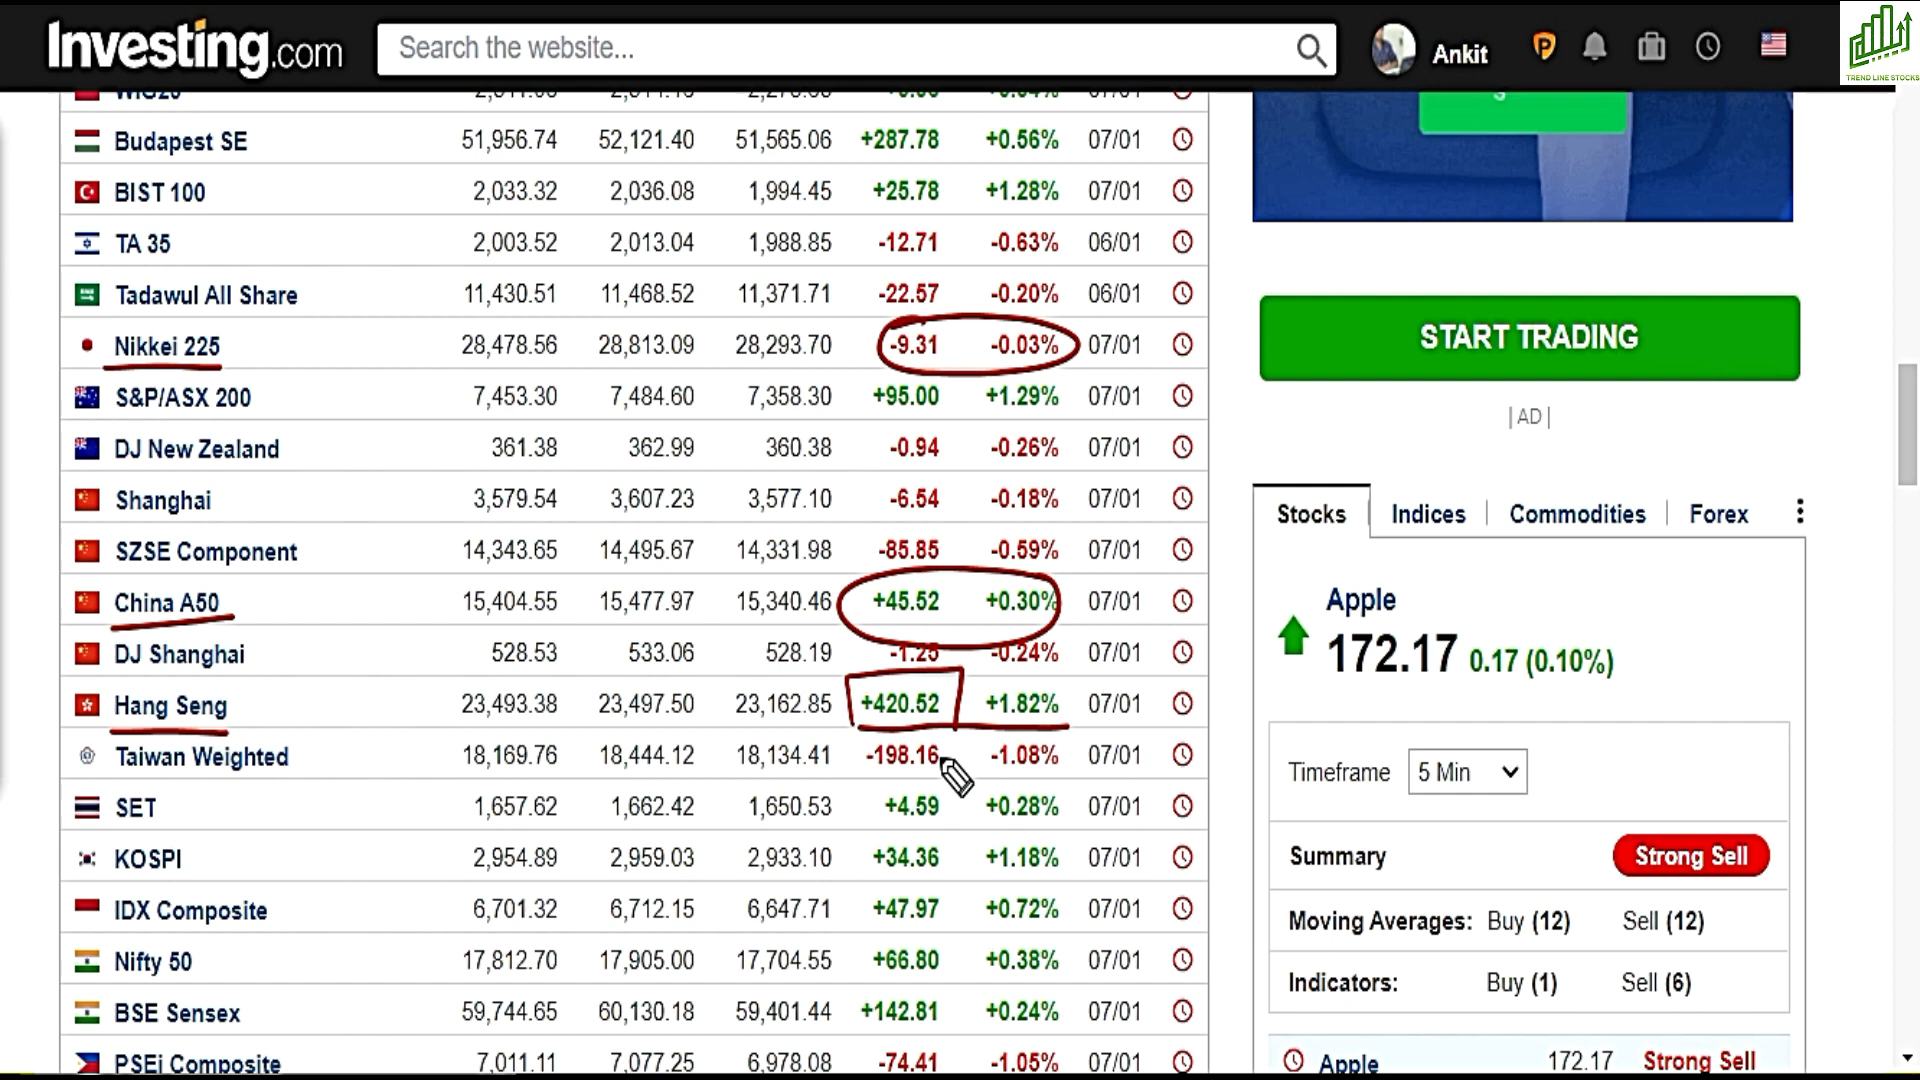 Investing.com
Search the website...
Ankit
P
TREND LINE STOCKS
Budapest SE 51,956.74 52,121.40 51,565.06 +287.78 +0.56% 07/01
BIST 100 2,033.32 2,036.08 1,994.45 +25.78 +1.28% 07/01
TA 35 2,003.52 2,013.04 1,988.85 -12.71 -0.63% 06/01
Tadawul All Share 11,430.51 11,468.52 11,371.71 -22.57 -0.20% 06/01
Nikkei 225 28,478.56 28,813.09 28,293.70 -9.31 -0.03% 07/01
S&P/ASX 200 7,453.30 7,484.60 7,358.30 +95.00 +1.29% 07/01
DJ New Zealand 361.38 362.99 360.38 -0.94 -0.26% 07/01
Shanghai 3,579.54 3,607.23 3,577.10 -6.54 -0.18% 07/01
SZSE Component 14,343.65 14,495.67 14,331.98 -85.85 -0.59% 07/01
China A50 15,404.55 15,477.97 15,340.46 +45.52 +0.30% 07/01
DJ Shanghai 528.53 533.06 528.19 -1.25 -0.24% 07/01
Hang Seng 23,493.38 23,497.50 23,162.85 +420.52 +1.82% 07/01
Taiwan Weighted 18,169.76 18,444.12 18,134.41 -198.16 -1.08% 07/01
SET 1,657.62 1,662.42 1,650.53 +4.59 +0.28% 07/01
KOSPI 2,954.89 2,959.03 2,933.10 +34.36 +1.18% 07/01
IDX Composite 6,701.32 6,712.15 6,647.71 +47.97 +0.72% 07/01
Nifty 50 17,812.70 17,905.00 17,704.55 +66.80 +0.38% 07/01
BSE Sensex 59,744.65 60,130.18 59,401.44 +142.81 +0.24% 07/01
PSEi Composite 7,011.11 7,077.25 6,978.08 -74.41 -1.05% 07/01
START TRADING
| AD |
Stocks Indices Commodities Forex
Apple
172.17 0.17 (0.10%)
Timeframe 5 Min
Summary Strong Sell
Moving Averages: Buy (12) Sell (12)
Indicators: Buy (1) Sell (6)
Apple 172.17 Strong Sell